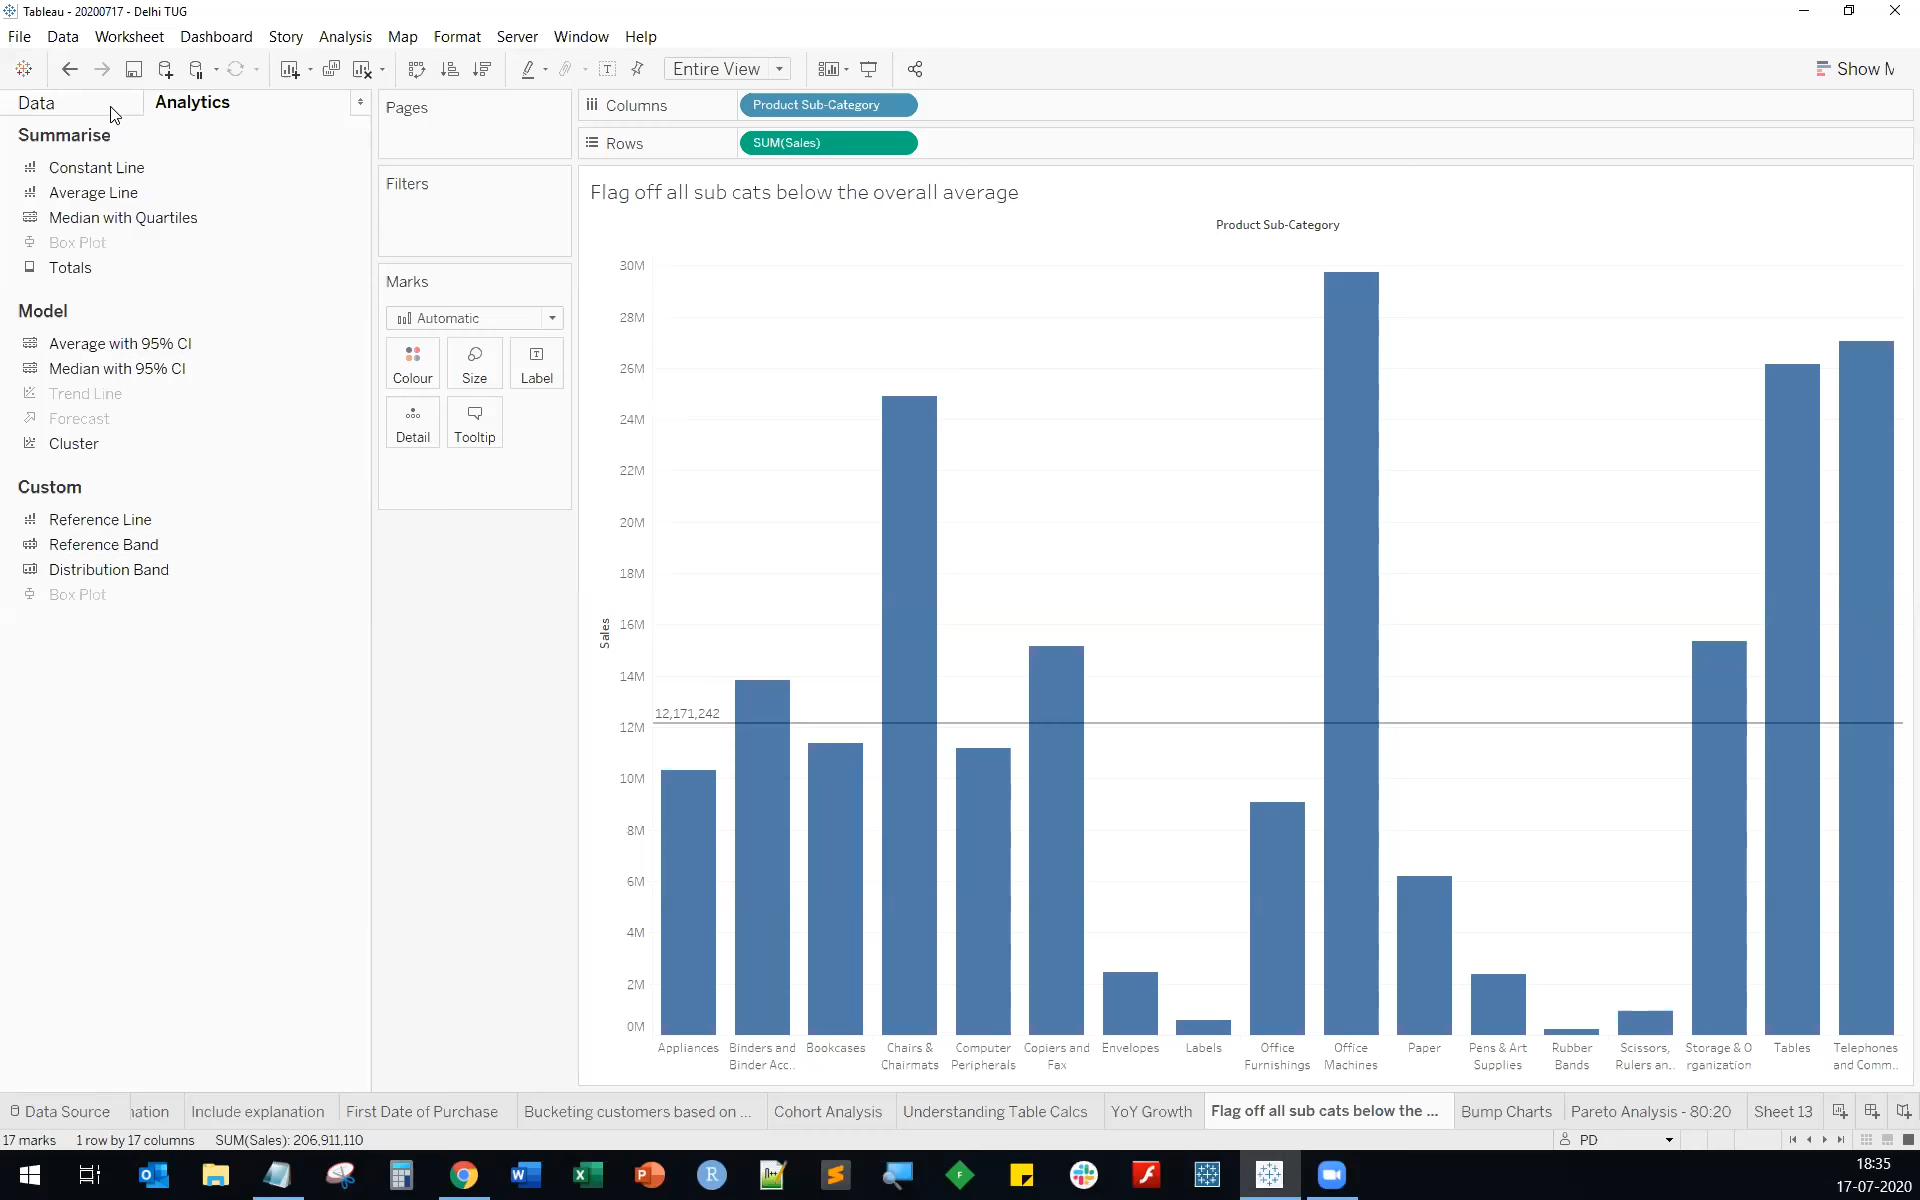 Tableau - 20200717 - Delhi TUG
File Data Worksheet Dashboard Story Analysis Map Format Server Window Help
Entire View
Show M
Data Analytics
Summarise
Constant Line
Average Line
Median with Quartiles
Box Plot
Totals
Model
Average with 95% CI
Median with 95% CI
Trend Line
Forecast
Cluster
Custom
Reference Line
Reference Band
Distribution Band
Box Plot
Pages
Filters
Marks
Automatic
Colour Size Label
Detail Tooltip
Columns Product Sub-Category
Rows SUM(Sales)
Flag off all sub cats below the overall average
Product Sub-Category
Sales
30M
28M
26M
24M
22M
20M
18M
16M
14M
12,171,242
12M
10M
8M
6M
4M
2M
0M
Appliances
Binders and
Binder Acc..
Bookcases
Chairs &
Chairmats
Computer
Peripherals
Copiers and
Fax
Envelopes
Labels
Office
Furnishings
Office
Machines
Paper
Pens & Art
Supplies
Rubber
Bands
Scissors,
Rulers an..
Storage & O
rganization
Tables
Telephones
and Comm..
Data Source nation Include explanation First Date of Purchase Bucketing customers based on ... Cohort Analysis Understanding Table Calcs YoY Growth Flag off all sub cats below the ... Bump Charts Pareto Analysis - 80:20 Sheet 13
17 marks 1 row by 17 columns SUM(Sales): 206,911,110 PD
18:35
17-07-2020